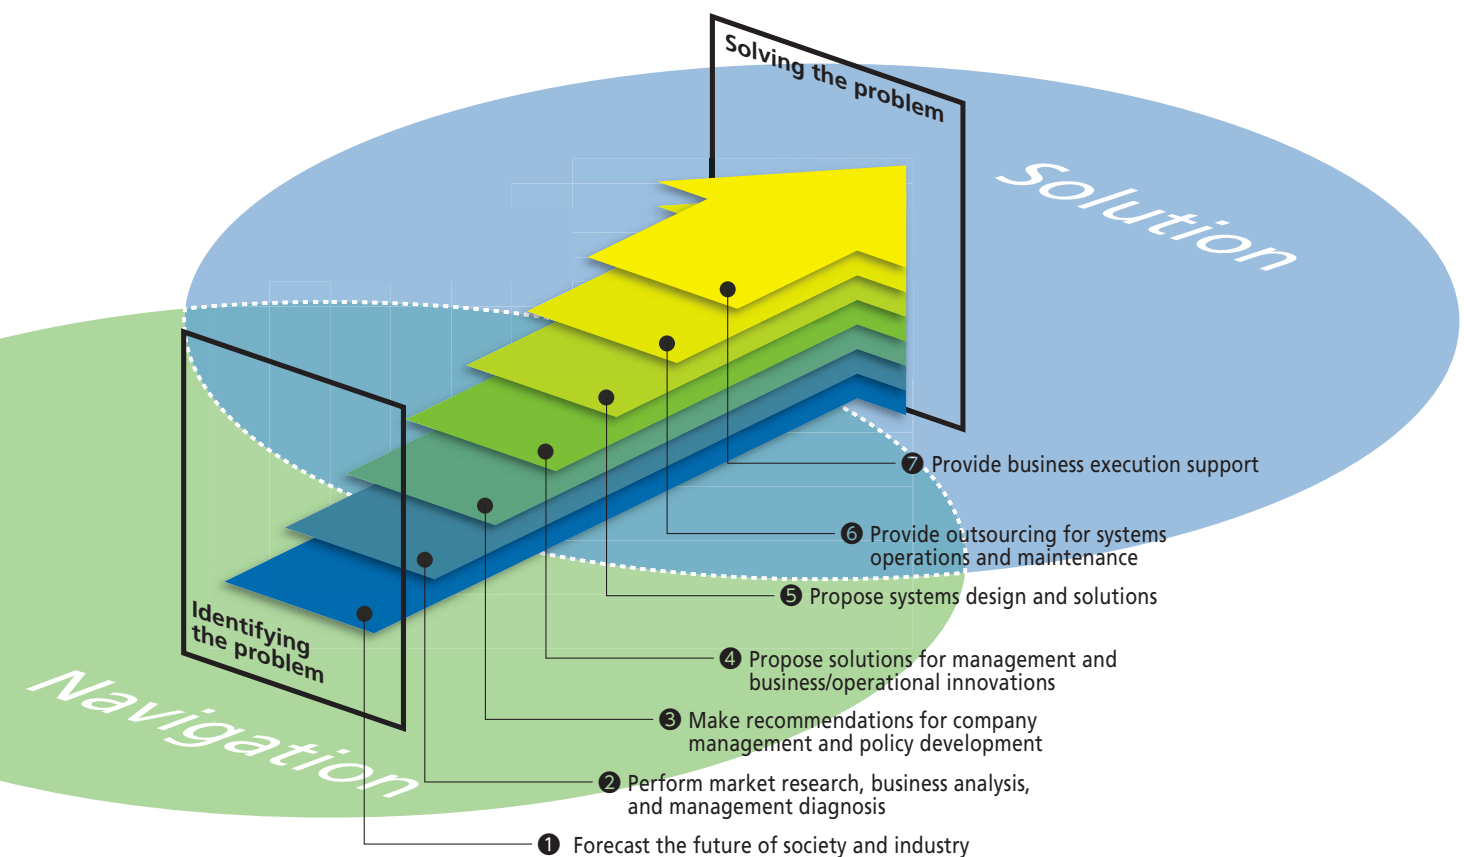 Solving the problem
Solution
❼ Provide business execution support
❻ Provide outsourcing for systems
operations and maintenance
❺ Propose systems design and solutions
Identifying
the problem
❹ Propose solutions for management and
business/operational innovations
Navigation
❸ Make recommendations for company
management and policy development
❷ Perform market research, business analysis,
and management diagnosis
❶ Forecast the future of society and industry